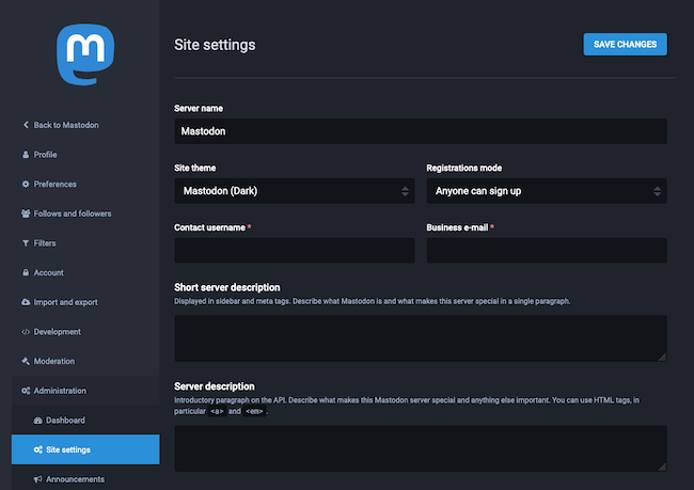 Site settings
SAVE CHANGES
Back to Mastodon
Profile
Preferences
Follows and followers
Filters
Account
Import and export
Development
Moderation
Administration
Dashboard
Site settings
Announcements
Server name
Mastodon
Site theme
Registrations mode
Mastodon (Dark)
Anyone can sign up
Contact username *
Business e-mail *
Short server description
Displayed in sidebar and meta tags. Describe what Mastodon is and what makes this server special in a single paragraph.
Server description
Introductory paragraph on the API. Describe what makes this Mastodon server special and anything else important. You can use HTML tags, in
particular <a> and <em>.